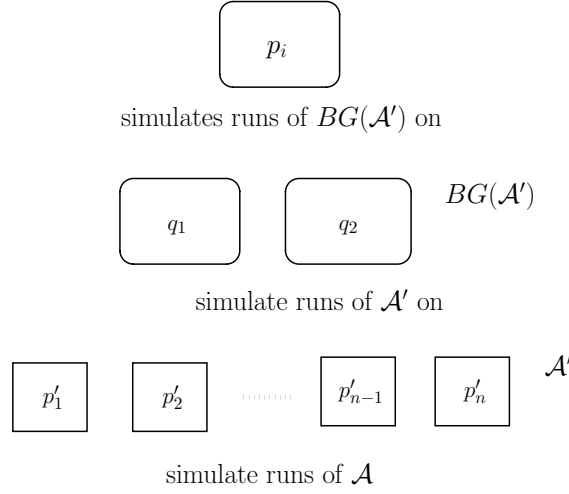 p_i
simulates runs of BG(𝒜′) on
BG(𝒜′)
q_1 q_2
simulate runs of 𝒜′ on
𝒜′
p′_1 p′_2 ......... p′_{n−1} p′_n
simulate runs of 𝒜